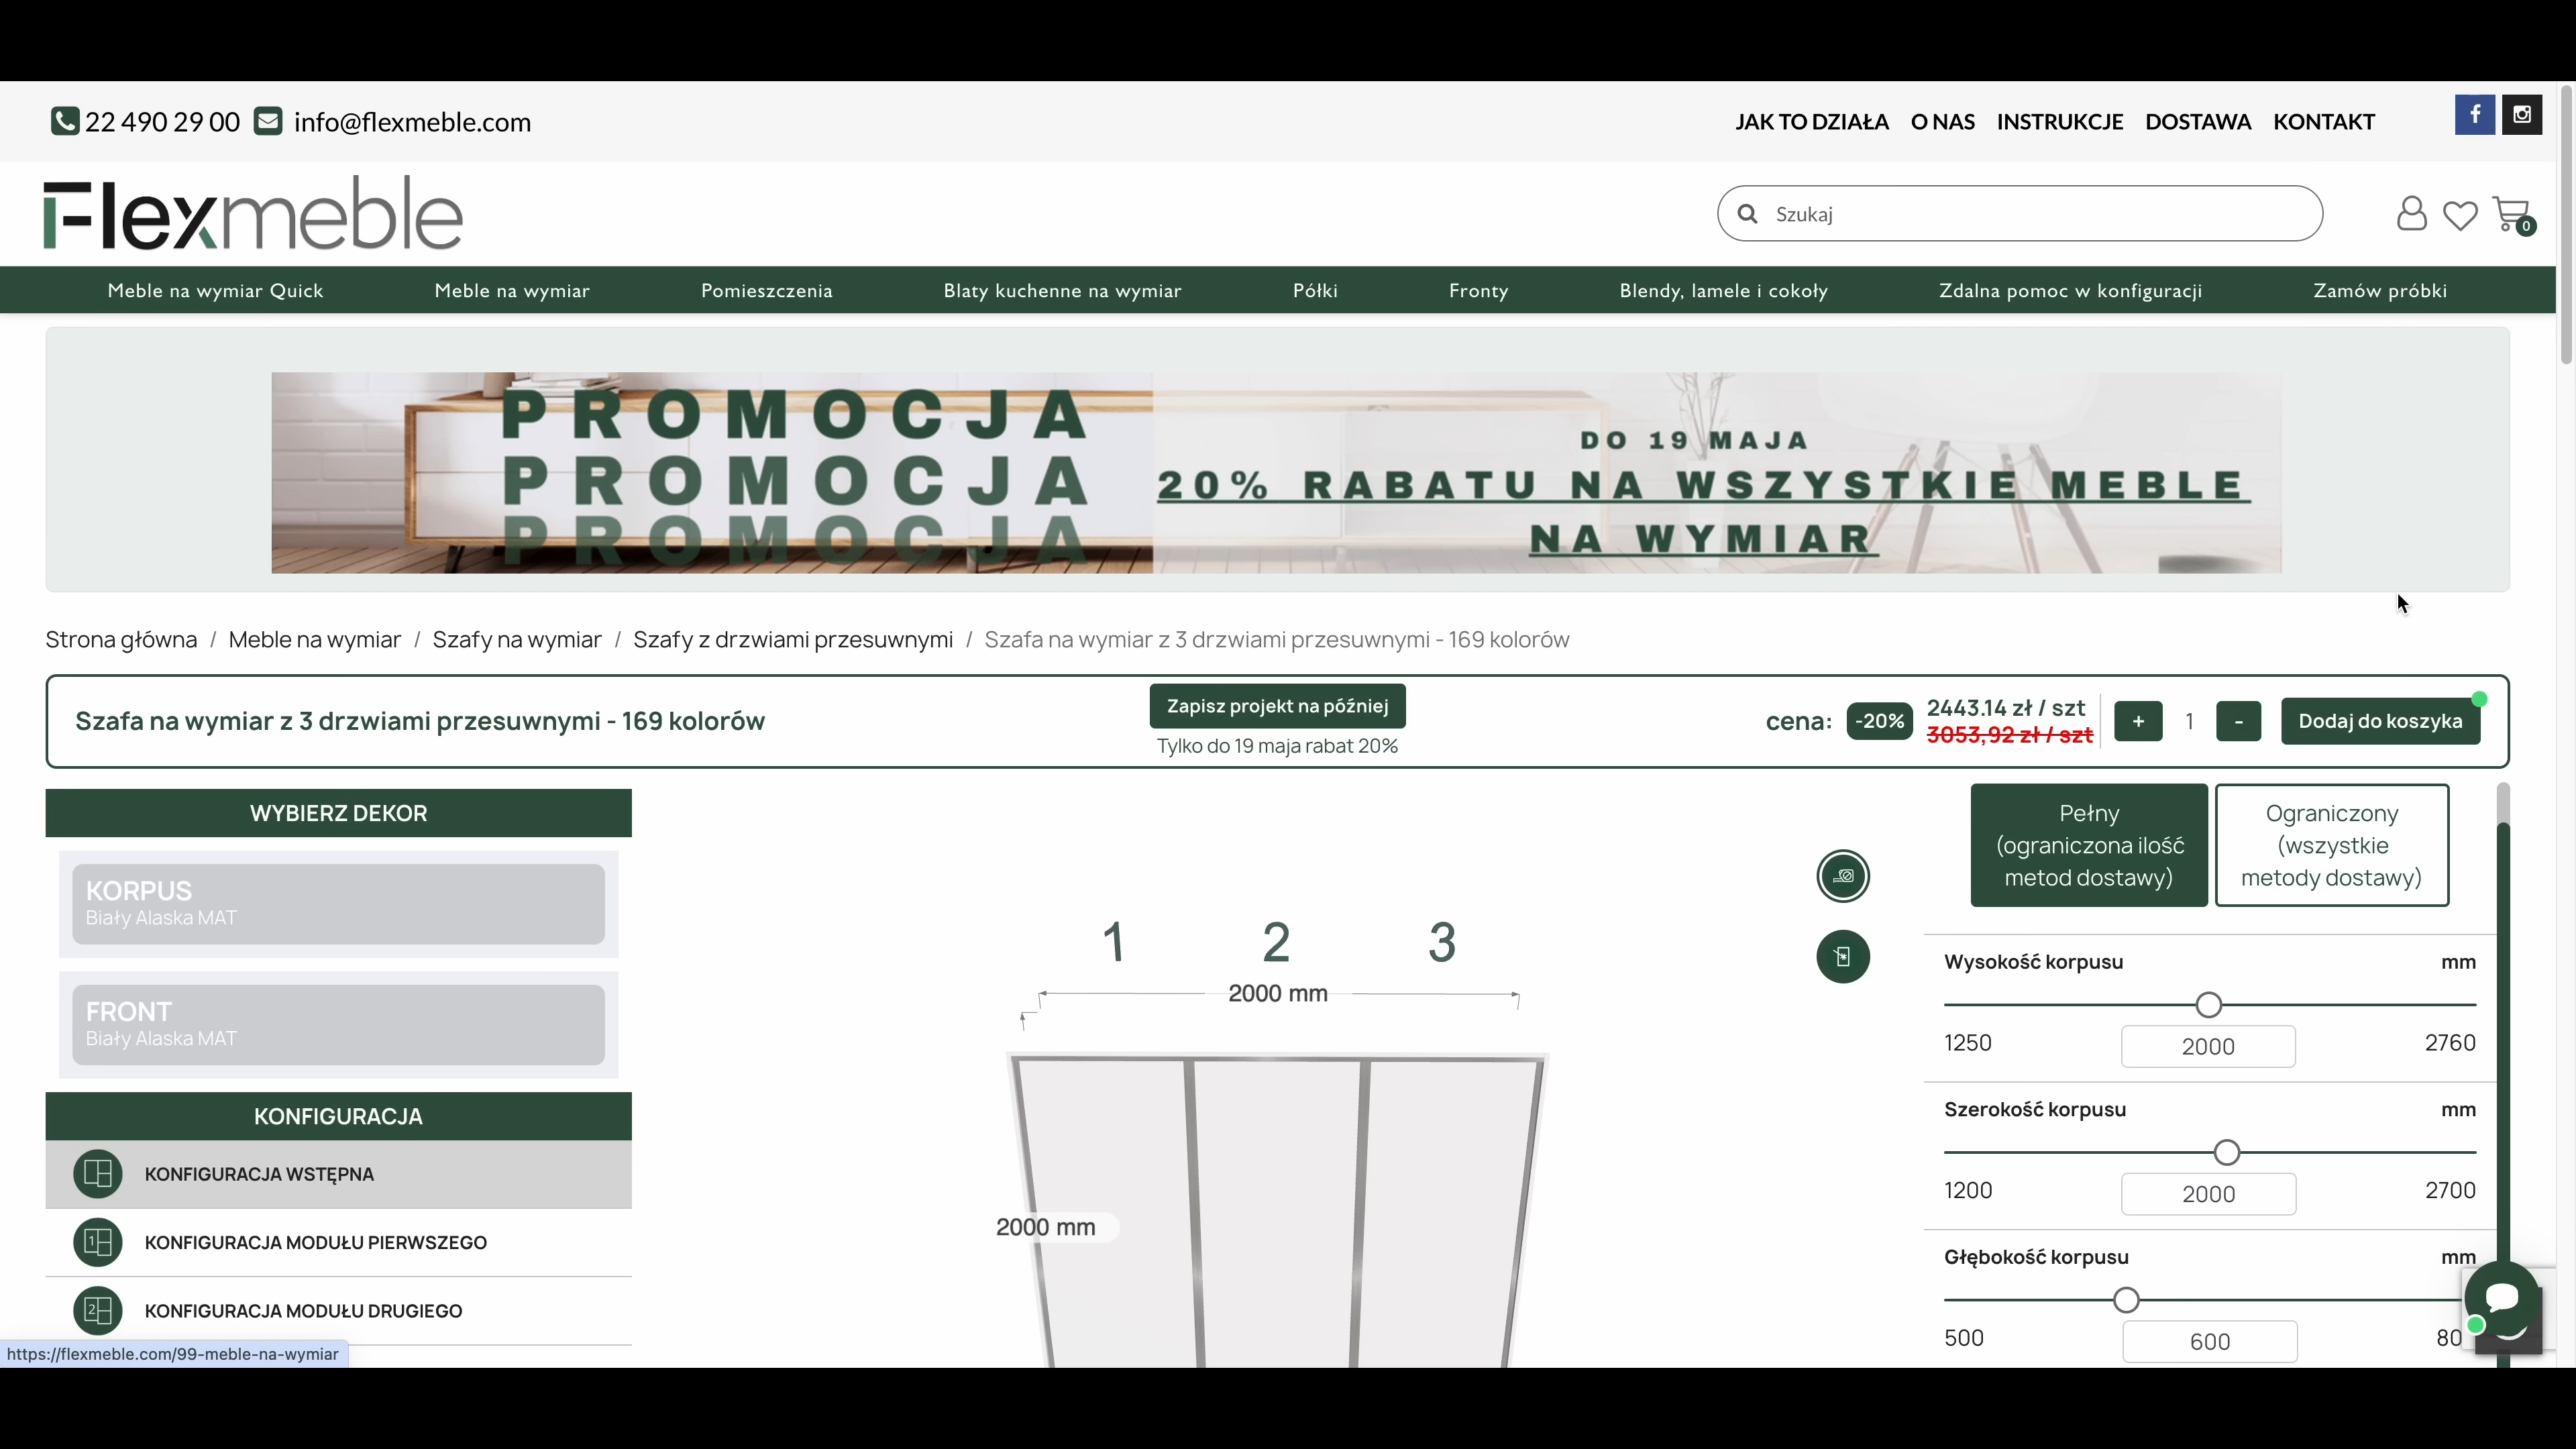 22 490 29 00 info@flexmeble.com
JAK TO DZIAŁA O NAS INSTRUKCJE DOSTAWA KONTAKT
Flexmeble
Szukaj
0
Meble na wymiar Quick Meble na wymiar Pomieszczenia Blaty kuchenne na wymiar Półki Fronty Blendy, lamele i cokoły Zdalna pomoc w konfiguracji Zamów próbki
PROMOCJA
PROMOCJA
PROMOCJA
DO 19 MAJA
20% RABATU NA WSZYSTKIE MEBLE
NA WYMIAR
Strona główna / Meble na wymiar / Szafy na wymiar / Szafy z drzwiami przesuwnymi / Szafa na wymiar z 3 drzwiami przesuwnymi - 169 kolorów
Szafa na wymiar z 3 drzwiami przesuwnymi - 169 kolorów
Zapisz projekt na później
Tylko do 19 maja rabat 20%
cena: -20% 2443.14 zł / szt
3053,92 zł / szt
+ 1 -
Dodaj do koszyka
WYBIERZ DEKOR
KORPUS
Biały Alaska MAT
FRONT
Biały Alaska MAT
KONFIGURACJA
KONFIGURACJA WSTĘPNA
1 KONFIGURACJA MODUŁU PIERWSZEGO
2 KONFIGURACJA MODUŁU DRUGIEGO
https://flexmeble.com/99-meble-na-wymiar
1 2 3
2000 mm
2000 mm
Pełny
(ograniczona ilość
metod dostawy)
Ograniczony
(wszystkie
metody dostawy)
Wysokość korpusu mm
1250 2000 2760
Szerokość korpusu mm
1200 2000 2700
Głębokość korpusu mm
500 600 80